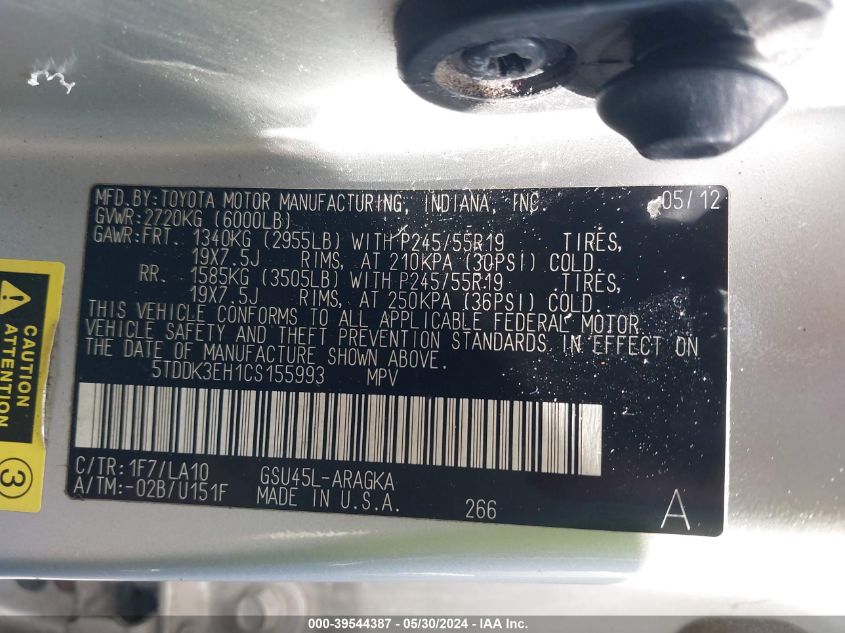 MFD.BY:TOYOTA MOTOR MANUFACTURING, INDIANA, INC. 05/12
GVWR:2720KG (6000LB)
GAWR:FRT. 1340KG (2955LB) WITH P245/55R19 TIRES,
19X7.5J RIMS, AT 210KPA (30PSI) COLD.
RR. 1585KG (3505LB) WITH P245/55R19 TIRES,
19X7.5J RIMS, AT 250KPA (36PSI) COLD.
THIS VEHICLE CONFORMS TO ALL APPLICABLE FEDERAL MOTOR
VEHICLE SAFETY AND THEFT PREVENTION STANDARDS IN EFFECT ON
THE DATE OF MANUFACTURE SHOWN ABOVE.
5TDDK3EH1CS155993 MPV
C/TR:1F7/LA10 GSU45L-ARAGKA
A/TM:-02B/U151F MADE IN U.S.A. 266 A
CAUTION
ATTENTION
3
000-39544387 - 05/30/2024 - IAA Inc.